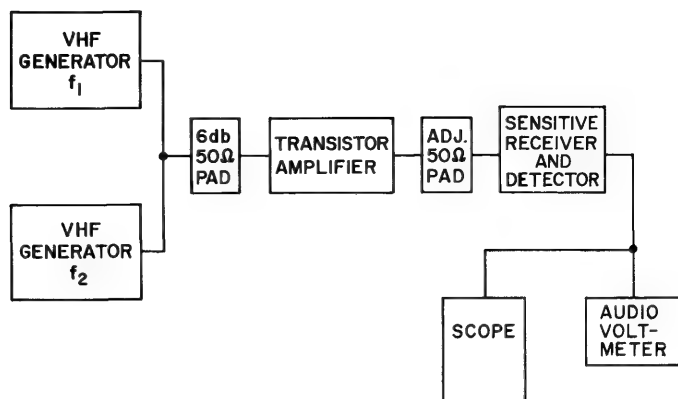 VHF
GENERATOR
f1
6db
50Ω
PAD
TRANSISTOR
AMPLIFIER
ADJ.
50Ω
PAD
SENSITIVE
RECEIVER
AND
DETECTOR
VHF
GENERATOR
f2
SCOPE
AUDIO
VOLT-
METER